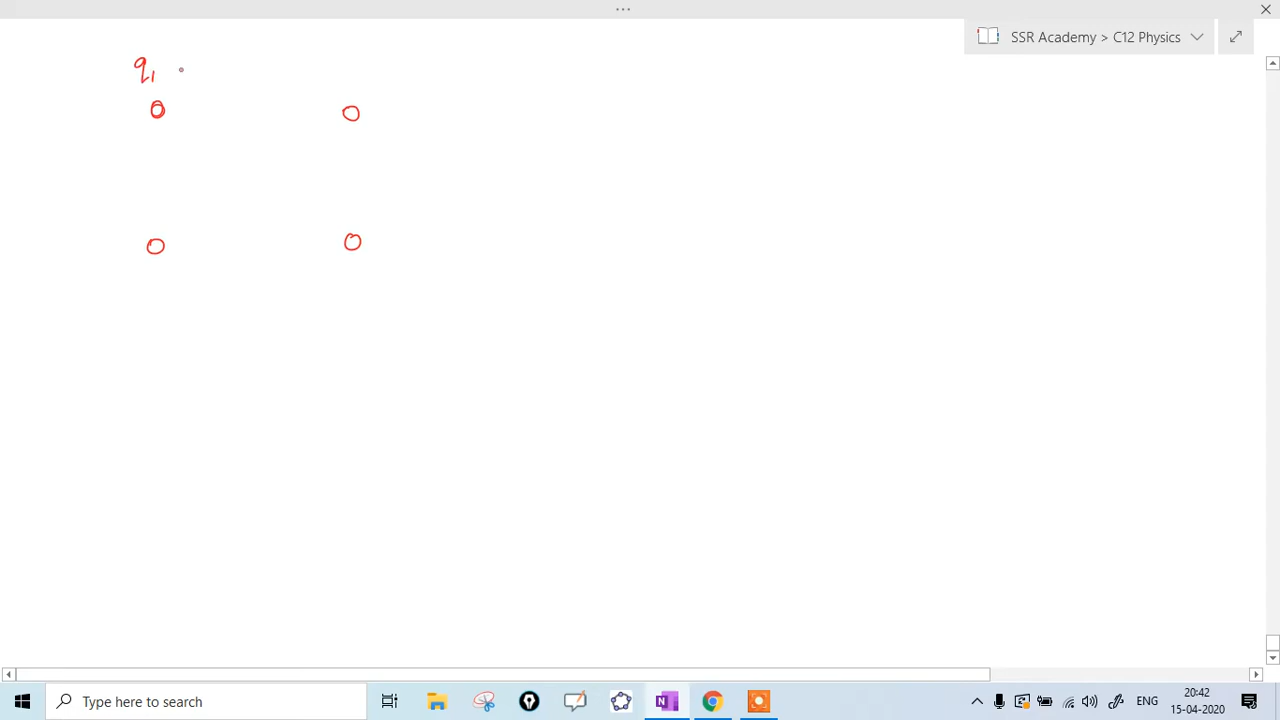 SSR Academy > C12 Physics
q₁
Type here to search
ENG
20:42
15-04-2020